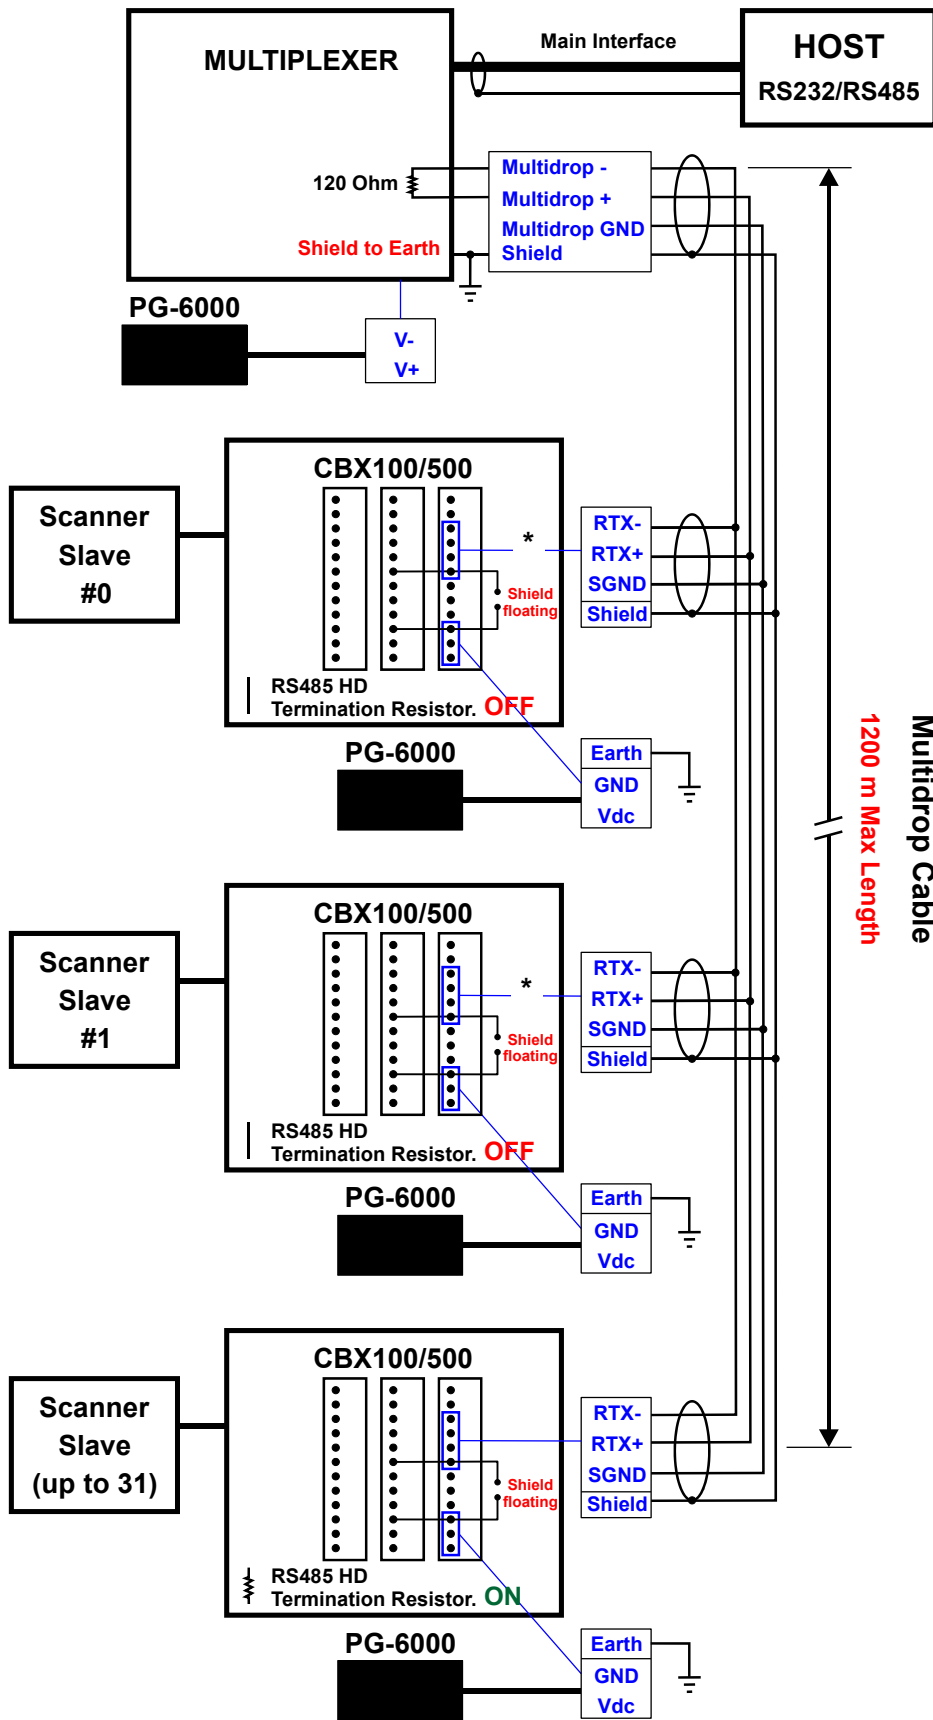 MULTIPLEXER
Main Interface
HOST
RS232/RS485
120 Ohm
Multidrop -
Multidrop +
Multidrop GND
Shield
Shield to Earth
PG-6000
V-
V+
CBX100/500
Scanner
Slave
#0
*
RTX-
RTX+
SGND
Shield
Shield
floating
RS485 HD
Termination Resistor. OFF
PG-6000
Earth
GND
Vdc
Multidrop Cable
1200 m Max Length
CBX100/500
Scanner
Slave
#1
*
RTX-
RTX+
SGND
Shield
Shield
floating
RS485 HD
Termination Resistor. OFF
PG-6000
Earth
GND
Vdc
CBX100/500
Scanner
Slave
(up to 31)
RTX-
RTX+
SGND
Shield
Shield
floating
RS485 HD
Termination Resistor. ON
PG-6000
Earth
GND
Vdc